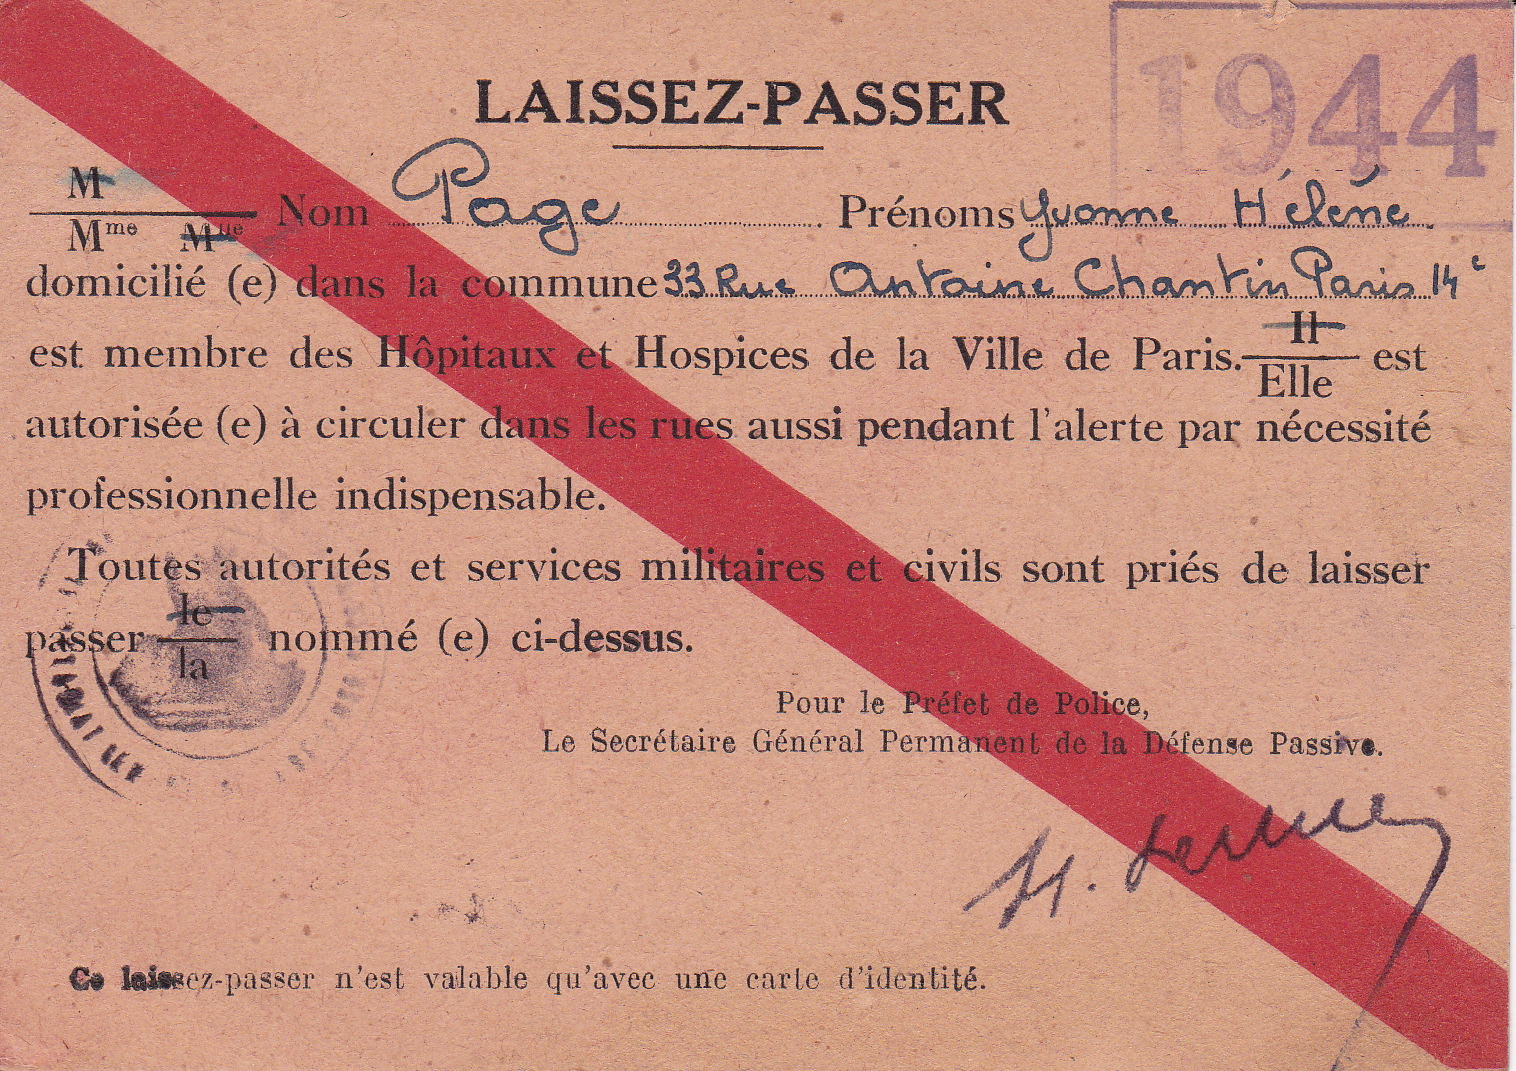 1944
LAISSEZ-PASSER
M
Mme Mlle Nom Page Prénoms Yvonne Hélène
domicilié (e) dans la commune 33 Rue Antoine Chantin Paris 14e
est membre des Hôpitaux et Hospices de la Ville de Paris. Il Elle est
autorisée (e) à circuler dans les rues aussi pendant l'alerte par nécessité
professionnelle indispensable.
Toutes autorités et services militaires et civils sont priés de laisser
passer le la nommé (e) ci-dessus.
Pour le Préfet de Police,
Le Secrétaire Général Permanent de la Défense Passive.
Ce laissez-passer n'est valable qu'avec une carte d'identité.